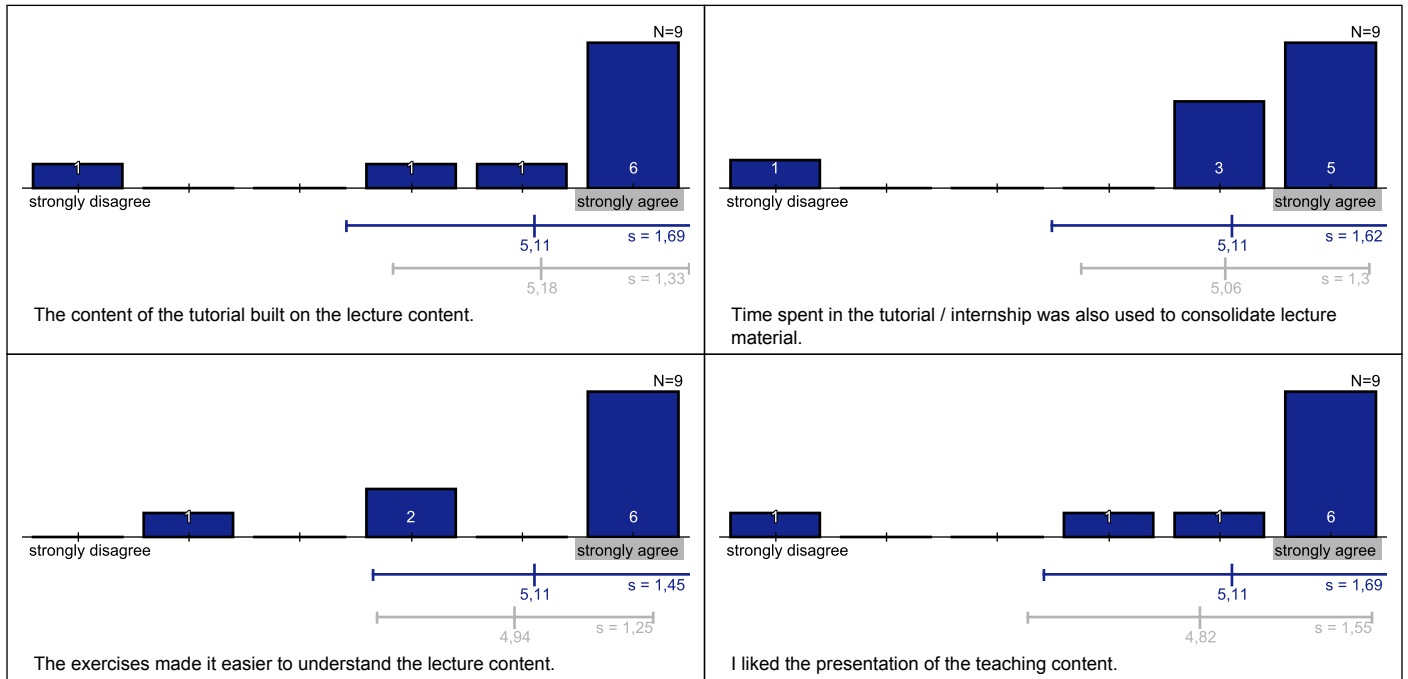 N=9
1
1
1
6
strongly disagree
strongly agree
5,11
s = 1,69
5,18
s = 1,33
The content of the tutorial built on the lecture content.
N=9
1
3
5
strongly disagree
strongly agree
5,11
s = 1,62
5,06
s = 1,3
Time spent in the tutorial / internship was also used to consolidate lecture
material.
N=9
1
2
6
strongly disagree
strongly agree
5,11
s = 1,45
4,94
s = 1,25
The exercises made it easier to understand the lecture content.
N=9
1
1
1
6
strongly disagree
strongly agree
5,11
s = 1,69
4,82
s = 1,55
I liked the presentation of the teaching content.